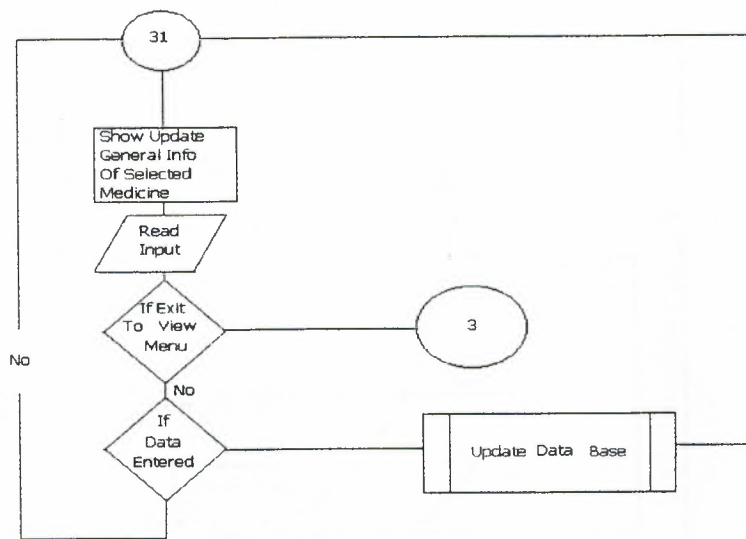 31
Show Update
General Info
Of Selected
Medicine
Read
Input
If Exit
To View
Menu
3
No
No
If
Data
Entered
Update Data Base